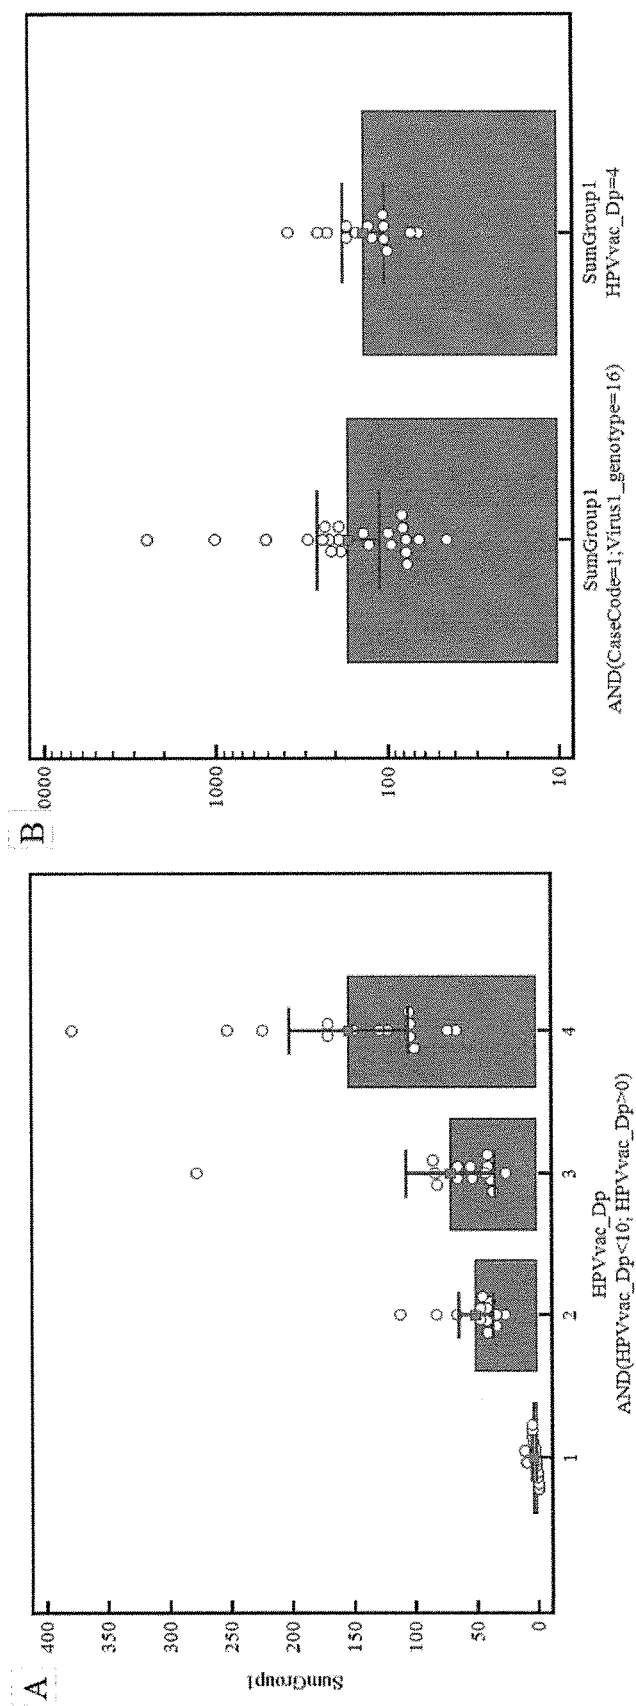 A
SumGroup1
400
350
300
250
200
150
100
50
0
1
2
3
4
HPVvac_Dp
AND(HPVvac_Dp<10; HPVvac_Dp>0)
B
0000
1000
100
10
SumGroup1
AND(CaseCode=1;Virus1_genotype=16)
SumGroup1
HPVvac_Dp=4